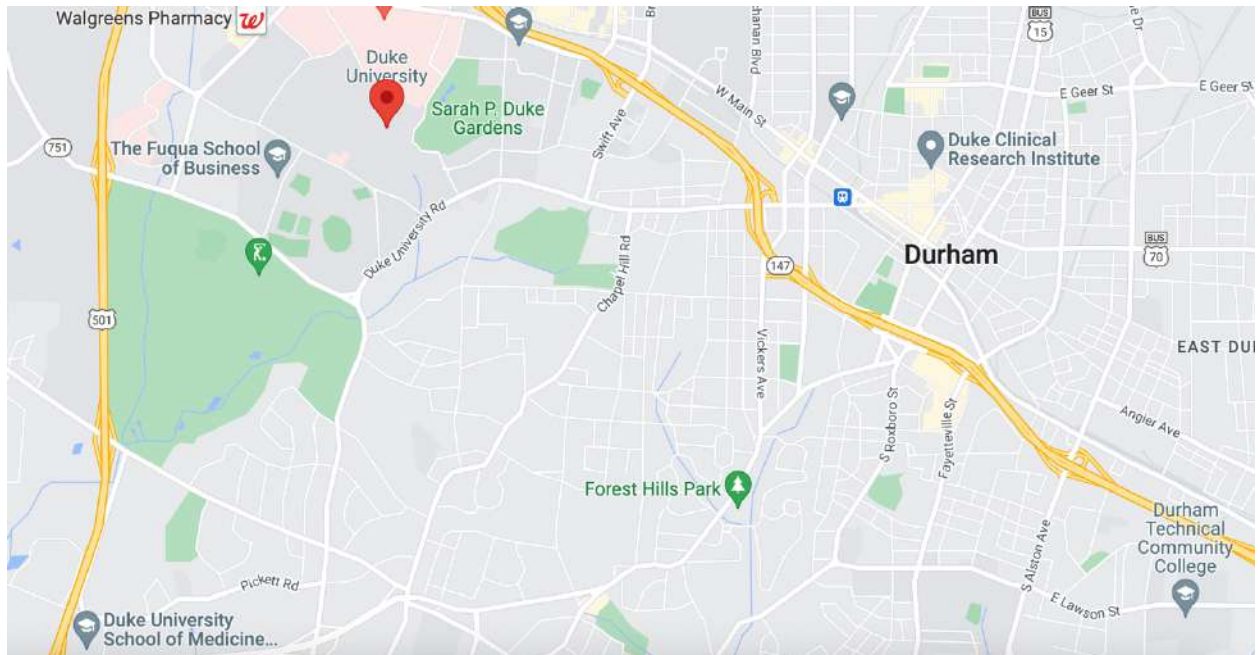 Walgreens Pharmacy
BUS
15
Duke
University
Sarah P. Duke
Gardens
Swift Ave
W Main St
E Geer St
E Geer St
751
The Fuqua School
of Business
Duke Clinical
Research Institute
Duke University Rd
Chapel Hill Rd
Durham
BUS
70
147
501
Vickers Ave
EAST DU
S Roxboro St
Fayetteville St
Angier Ave
Forest Hills Park
Durham
Technical
Community
College
S Alston Ave
Pickett Rd
E Lawson St
Duke University
School of Medicine...